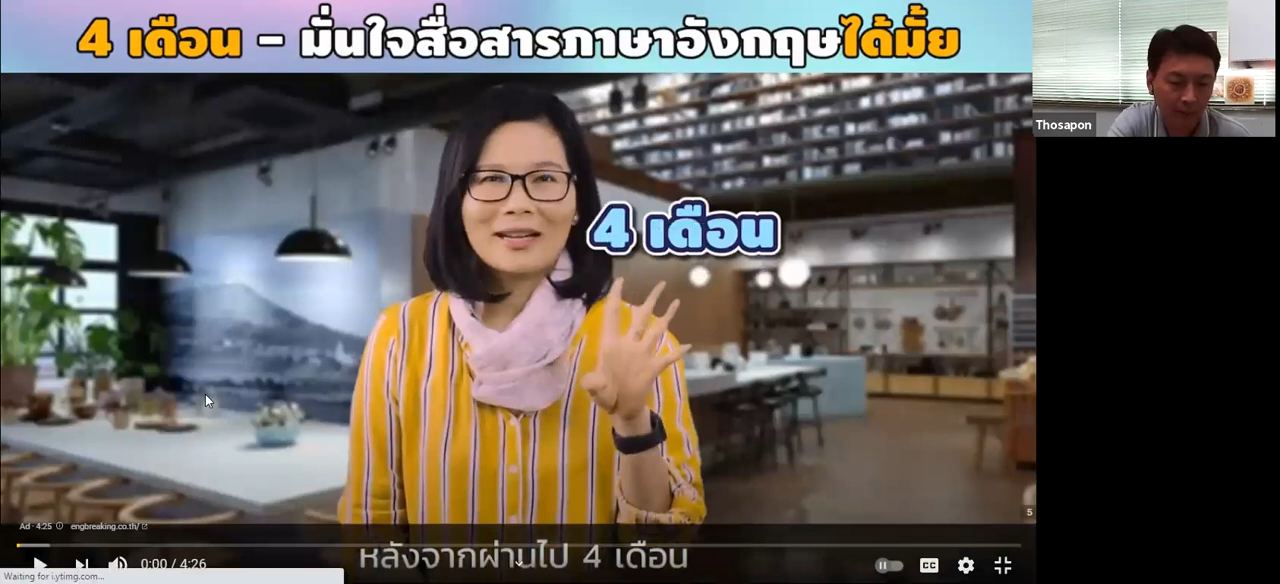 4 เดือน - มั่นใจสื่อสารภาษาอังกฤษได้มั้ย
Thosapon
4 เดือน
5
Ad · 4:25 engbreaking.co.th/
หลังจากผ่านไป 4 เดือน
0:00 / 4:26
CC
Waiting for i.ytimg.com...